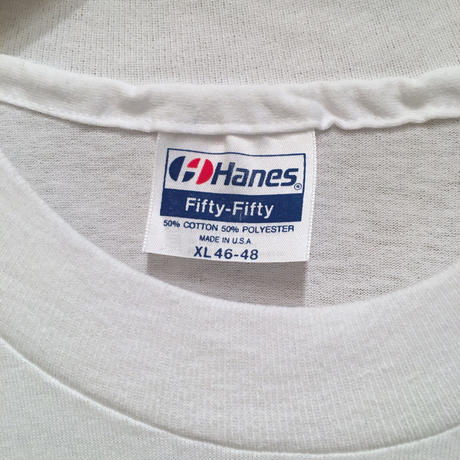 Hanes®
Fifty-Fifty
50% COTTON 50% POLYESTER
MADE IN U.S.A.
XL 46-48